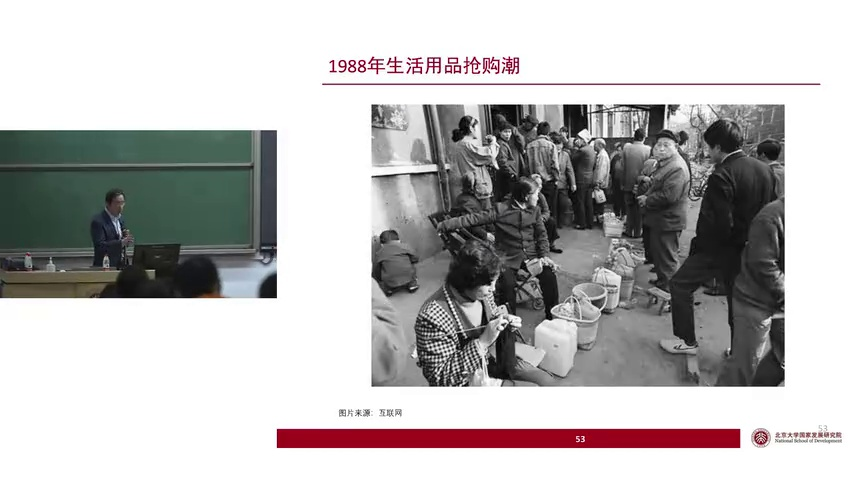 1988年生活用品抢购潮
图片来源：互联网
53
53
北京大学国家发展研究院
National School of Development